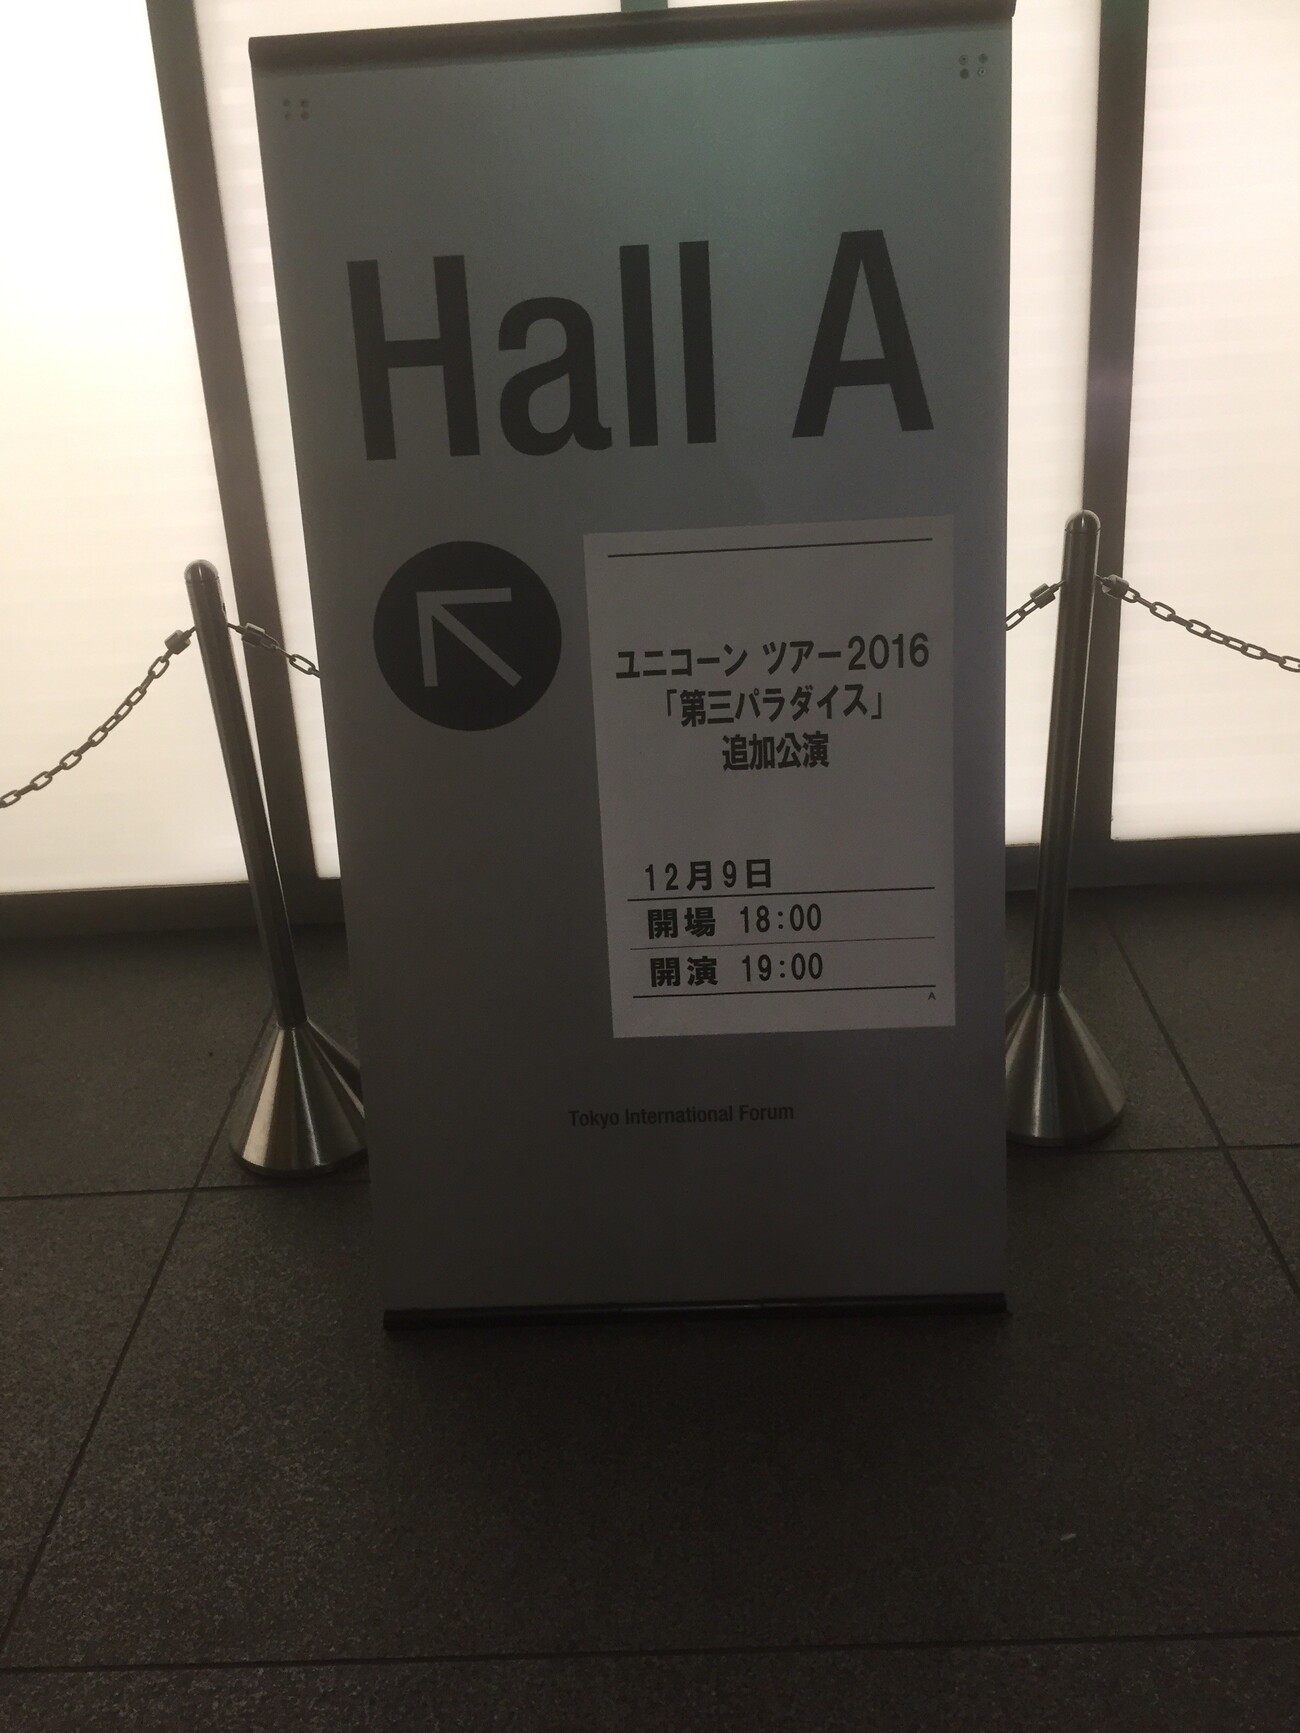 Hall A
ユニコーン ツアー2016
「第三パラダイス」
追加公演
12月9日
開場 18:00
開演 19:00
A
Tokyo International Forum